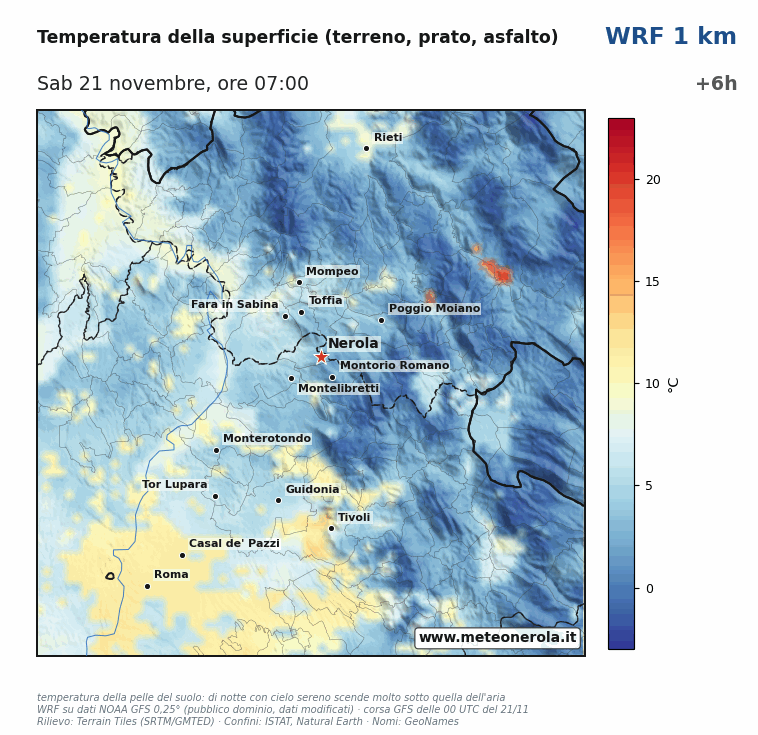 Temperatura della superficie (terreno, prato, asfalto)
WRF 1 km
Sab 21 novembre, ore 07:00
+6h
Rieti
Mompeo
Fara in Sabina
Toffia
Poggio Moiano
Nerola
Montorio Romano
Montelibretti
Monterotondo
Tor Lupara
Guidonia
Tivoli
Casal de' Pazzi
Roma
www.meteonerola.it
20
15
10
5
0
°C
temperatura della pelle del suolo: di notte con cielo sereno scende molto sotto quella dell'aria
WRF su dati NOAA GFS 0,25° (pubblico dominio, dati modificati) · corsa GFS delle 00 UTC del 21/11
Rilievo: Terrain Tiles (SRTM/GMTED) · Confini: ISTAT, Natural Earth · Nomi: GeoNames